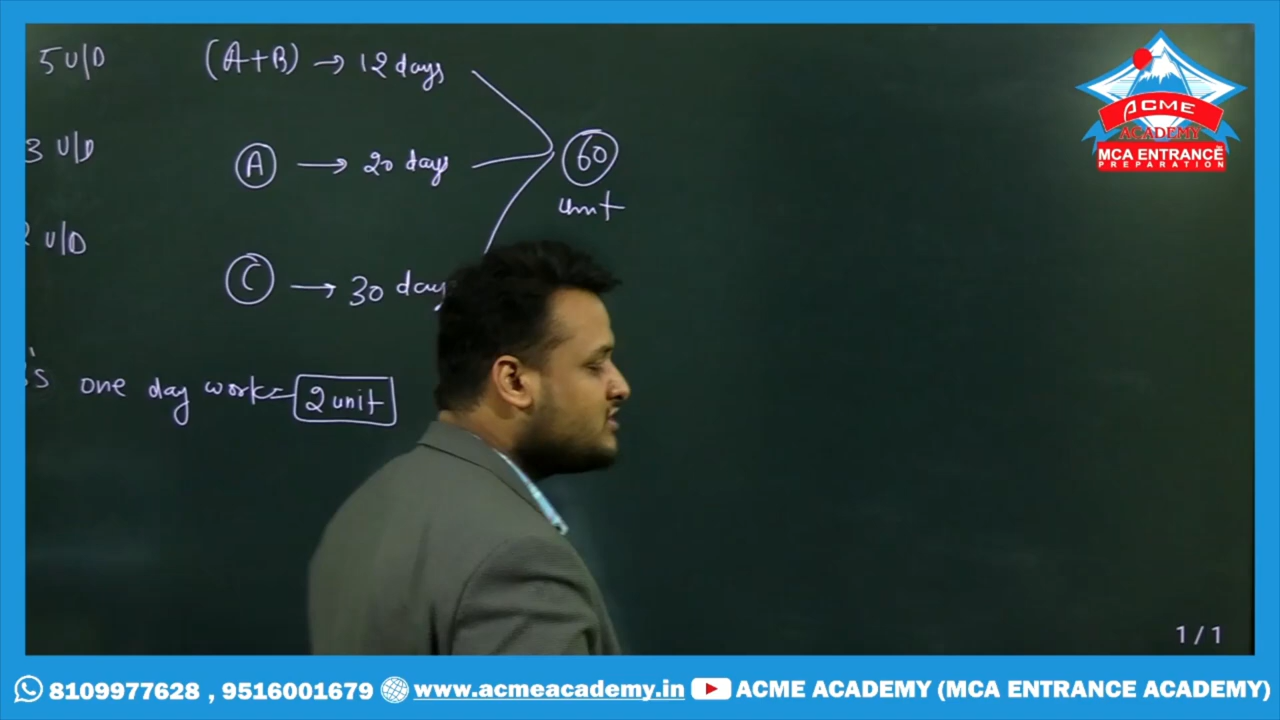 5 U/D (A+B) → 12 days
3 U/D A → 20 days 60
unit
U/D
C → 30 days
's one day work = 2 unit
ACME
ACADEMY
MCA ENTRANCE
PREPARATION
1 / 1
8109977628 , 9516001679 www.acmeacademy.in ACME ACADEMY (MCA ENTRANCE ACADEMY)